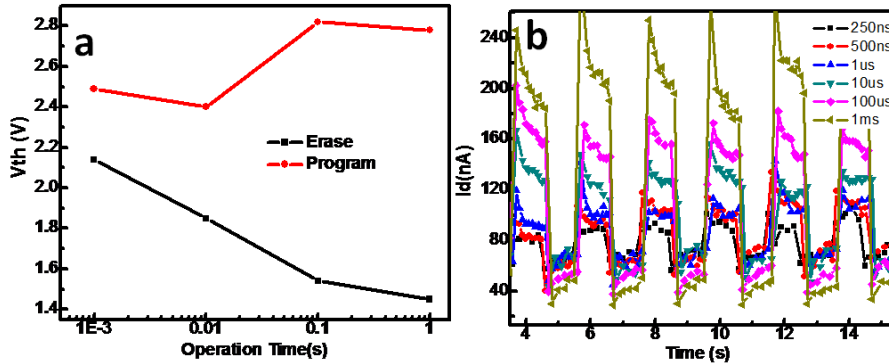 a
2.8
2.6
2.4
2.2
2.0
1.8
1.6
1.4
Vth (V)
Erase
Program
1E-3 0.01 0.1 1
Operation Time(s)
b
240
200
160
120
80
40
Id(nA)
250ns
500ns
1us
10us
100us
1ms
4 6 8 10 12 14
Time (s)